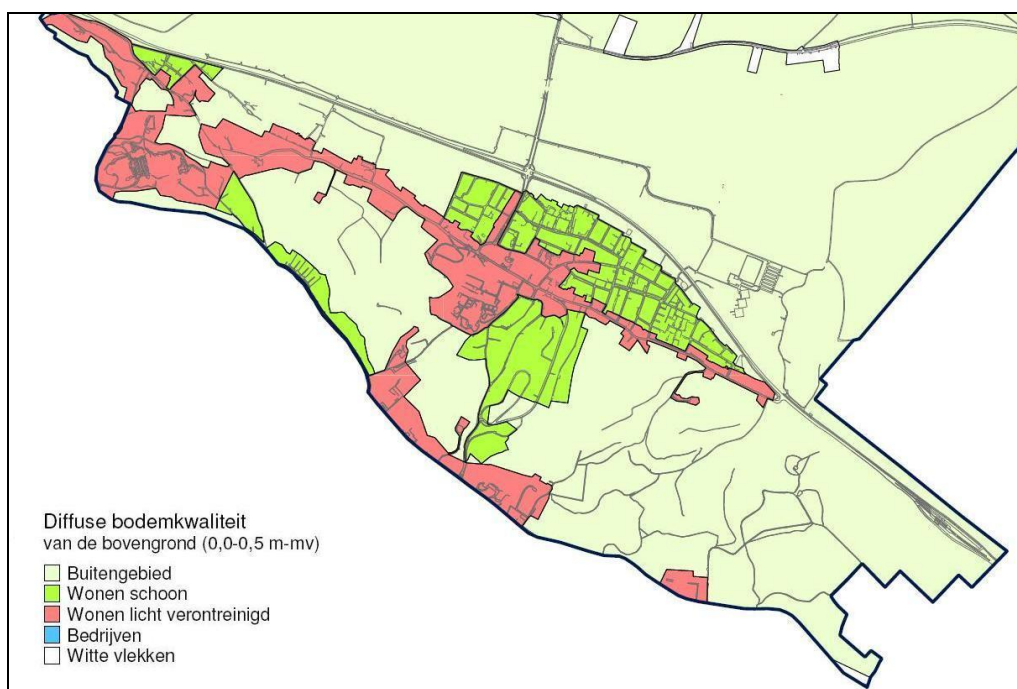 Diffuse bodemkwaliteit
van de bovengrond (0,0-0,5 m-mv)
Buitengebied
Wonen schoon
Wonen licht verontreinigd
Bedrijven
Witte vlekken